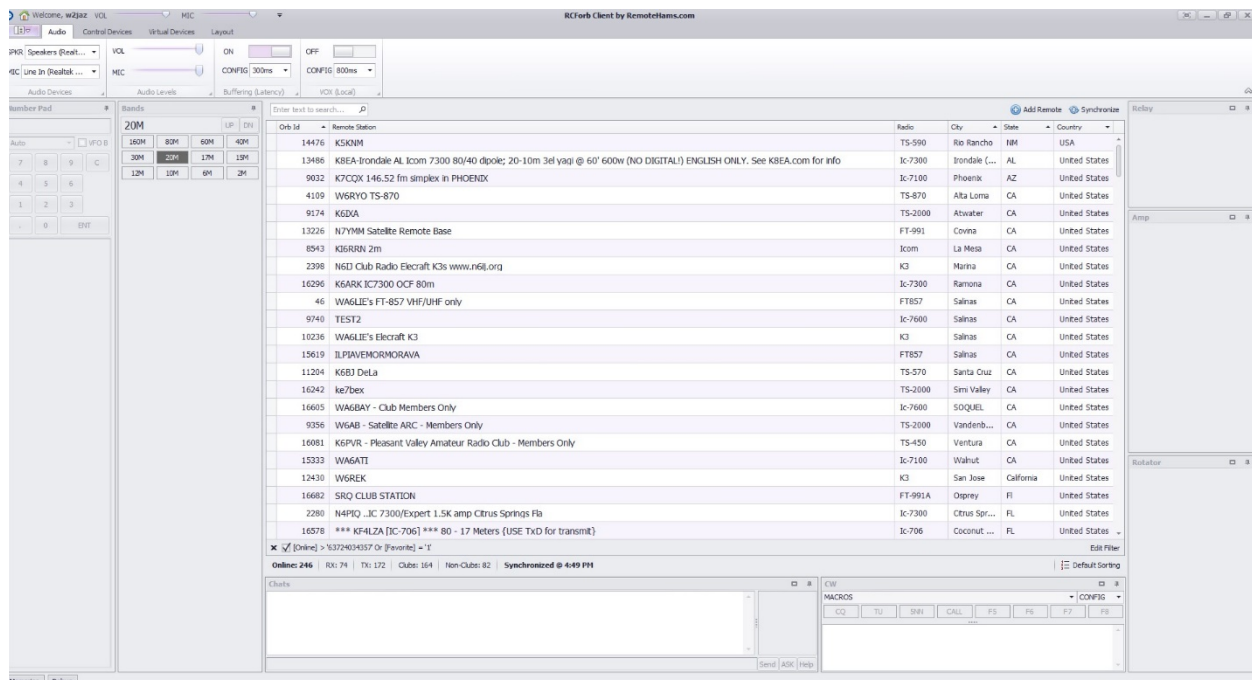 Welcome, w2jaz VOL MIC RCForb Client by RemoteHams.com
Audio Control Devices Virtual Devices Layout
Speakers (Realt... VOL ON OFF
Line In (Realtek ... MIC CONFIG 300ms CONFIG 800ms
Audio Devices Audio Levels Buffering (Latency) VOX (Local)
Number Pad Bands Enter text to search... Add Remote Synchronize Relay
20M UP DN
Auto VFO B
160M 80M 60M 40M
30M 20M 17M 15M
12M 10M 6M 2M
7 8 9 C
4 5 6
1 2 3
. 0 ENT
Orb Id Remote Station Radio City State Country
14476 K5KNM TS-590 Rio Rancho NM USA
13486 K8EA-Irondale AL Icom 7300 80/40 dipole; 20-10m 3el yagi @ 60' 600w (NO DIGITAL!) ENGLISH ONLY. See K8EA.com for info Ic-7300 Irondale (... AL United States
9032 K7CQX 146.52 fm simplex in PHOENIX Ic-7100 Phoenix AZ United States
4109 W6RYO TS-870 TS-870 Alta Loma CA United States
9174 K6IXA TS-2000 Atwater CA United States
13226 N7YMM Satellite Remote Base FT-991 Covina CA United States
8543 KI6RRN 2m Icom La Mesa CA United States
2398 N6IJ Club Radio Elecraft K3s www.n6ij.org K3 Marina CA United States
16296 K6ARK IC7300 OCF 80m Ic-7300 Ramona CA United States
46 WA6LIE's FT-857 VHF/UHF only FT857 Salinas CA United States
9740 TEST2 Ic-7600 Salinas CA United States
10236 WA6LIE's Elecraft K3 K3 Salinas CA United States
15619 ILPIAVEMORMORAVA FT857 Salinas CA United States
11204 K6BJ DeLa TS-570 Santa Cruz CA United States
16242 ke7bex TS-2000 Simi Valley CA United States
16605 WA6BAY - Club Members Only Ic-7600 SOQUEL CA United States
9356 W6AB - Satellite ARC - Members Only TS-2000 Vandenb... CA United States
16081 K6PVR - Pleasant Valley Amateur Radio Club - Members Only TS-450 Ventura CA United States
15333 WA6ATI Ic-7100 Walnut CA United States
12430 W6REK K3 San Jose California United States
16682 SRQ CLUB STATION FT-991A Osprey Fl United States
2280 N4PIQ ..IC 7300/Expert 1.5K amp Citrus Springs Fla Ic-7300 Citrus Spr... FL United States
16578 *** KF4LZA [IC-706] *** 80 - 17 Meters {USE TxD for transmit} Ic-706 Coconut ... FL United States
Amp
Rotator
[Online] > '63724034357' Or [Favorite] = '1' Edit Filter
Online: 246 RX: 74 TX: 172 Clubs: 164 Non-Clubs: 82 Synchronized @ 4:49 PM Default Sorting
Chats CW
MACROS CONFIG
CQ TU 5NN CALL F5 F6 F7 F8
Send ASK Help